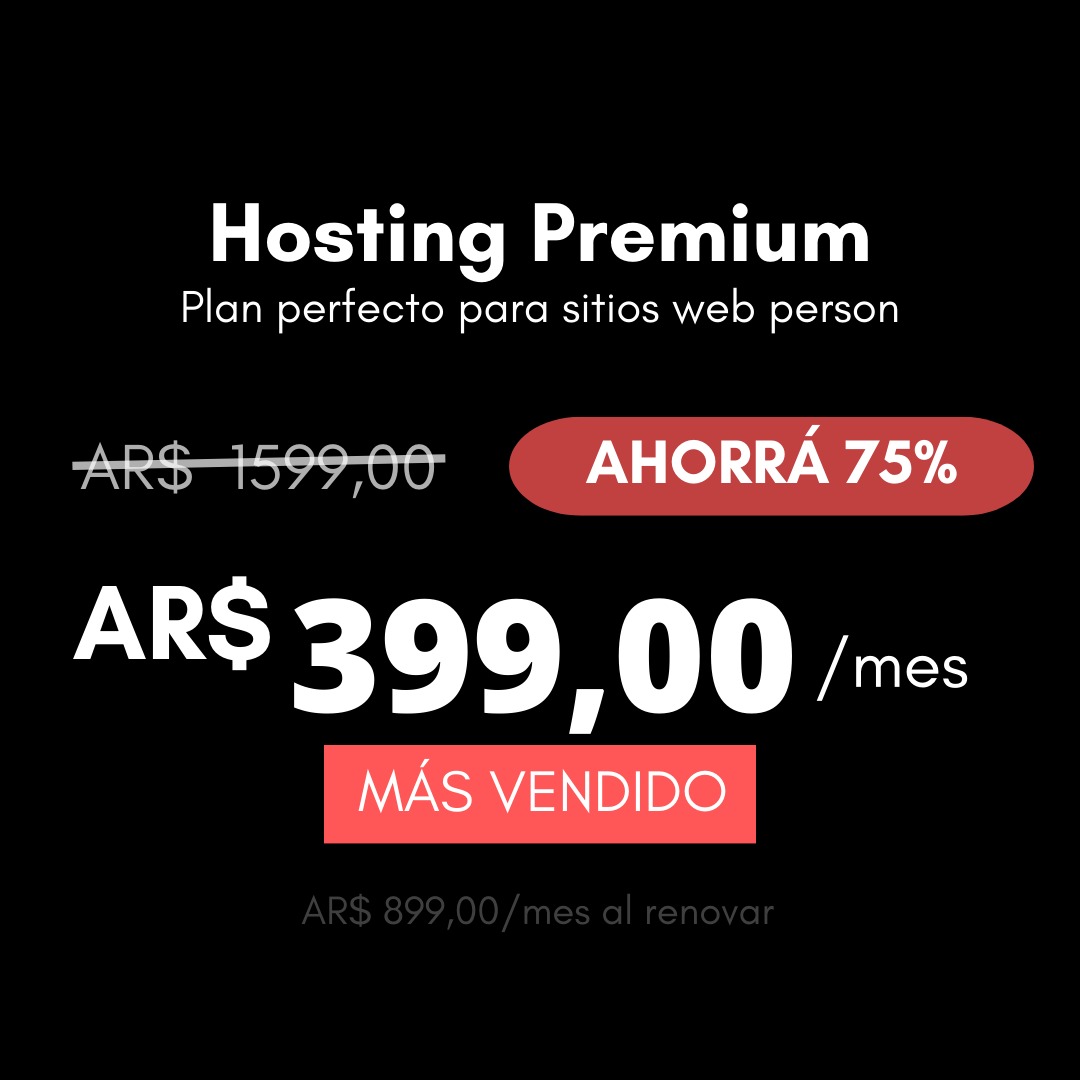 Hosting Premium
Plan perfecto para sitios web person
AR$ 1599,00
AHORRÁ 75%
AR$ 399,00 /mes
MÁS VENDIDO
AR$ 899,00/mes al renovar